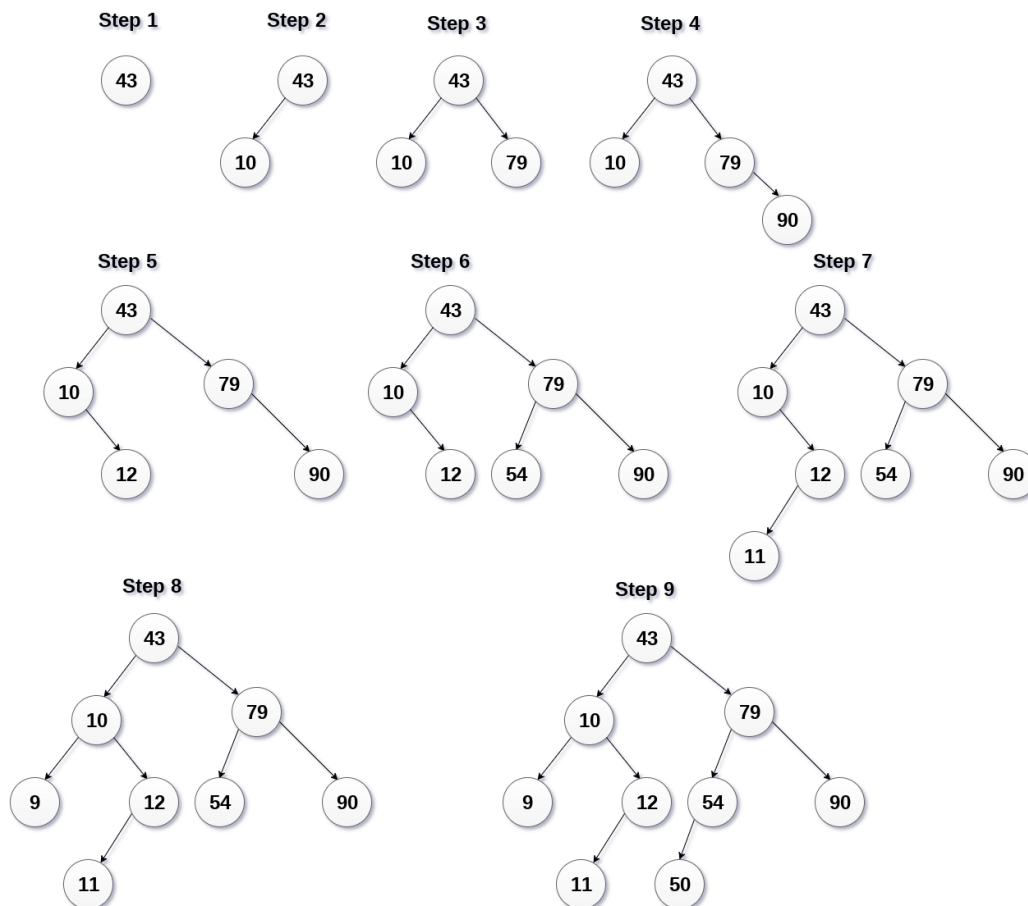 Step 1 Step 2 Step 3 Step 4
43 43 43 43
10 10 79 10 79
90
Step 5 Step 6 Step 7
43 43 43
10 79 10 79 10 79
12 90 12 54 90 12 54 90
11
Step 8 Step 9
43 43
10 79 10 79
9 12 54 90 9 12 54 90
11 11 50